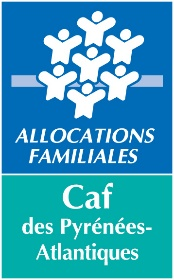 ALLOCATIONS
FAMILIALES
Caf
des Pyrénées-
Atlantiques